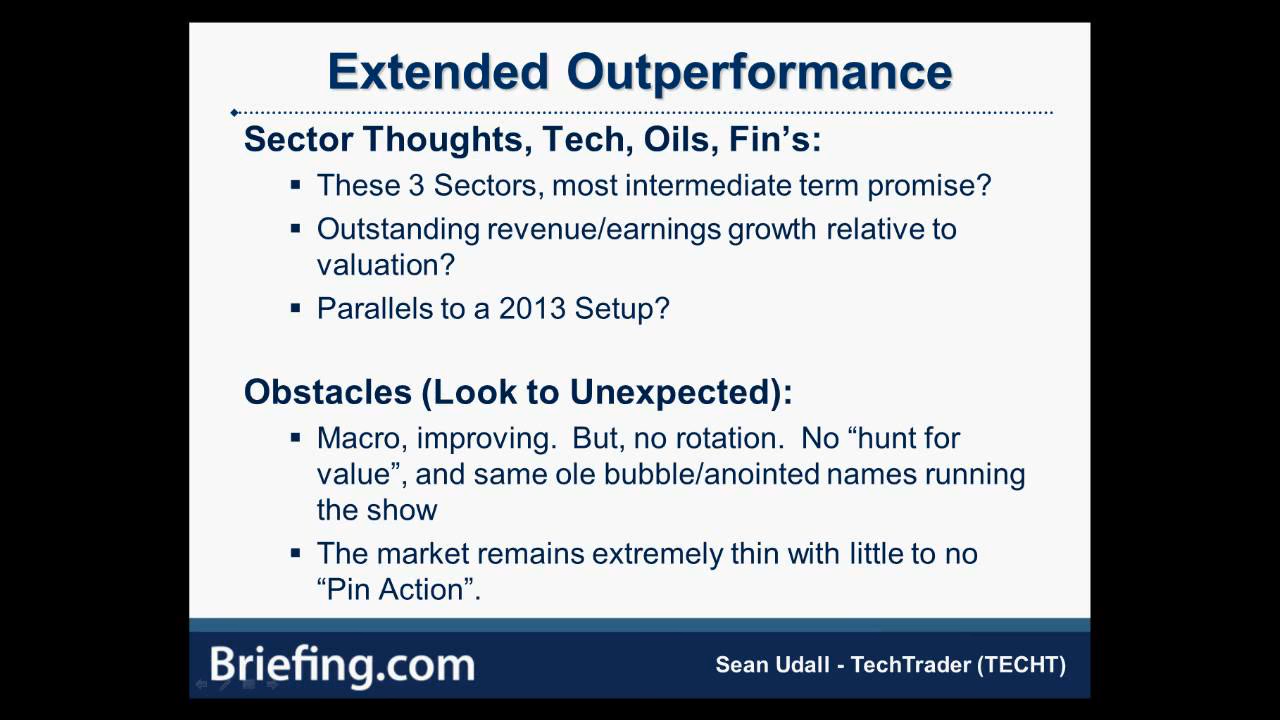 Extended Outperformance
Sector Thoughts, Tech, Oils, Fin’s:
▪ These 3 Sectors, most intermediate term promise?
▪ Outstanding revenue/earnings growth relative to
valuation?
▪ Parallels to a 2013 Setup?
Obstacles (Look to Unexpected):
▪ Macro, improving.  But, no rotation.  No “hunt for
value”, and same ole bubble/anointed names running
the show
▪ The market remains extremely thin with little to no
“Pin Action”.
Briefing.com
Sean Udall - TechTrader (TECHT)